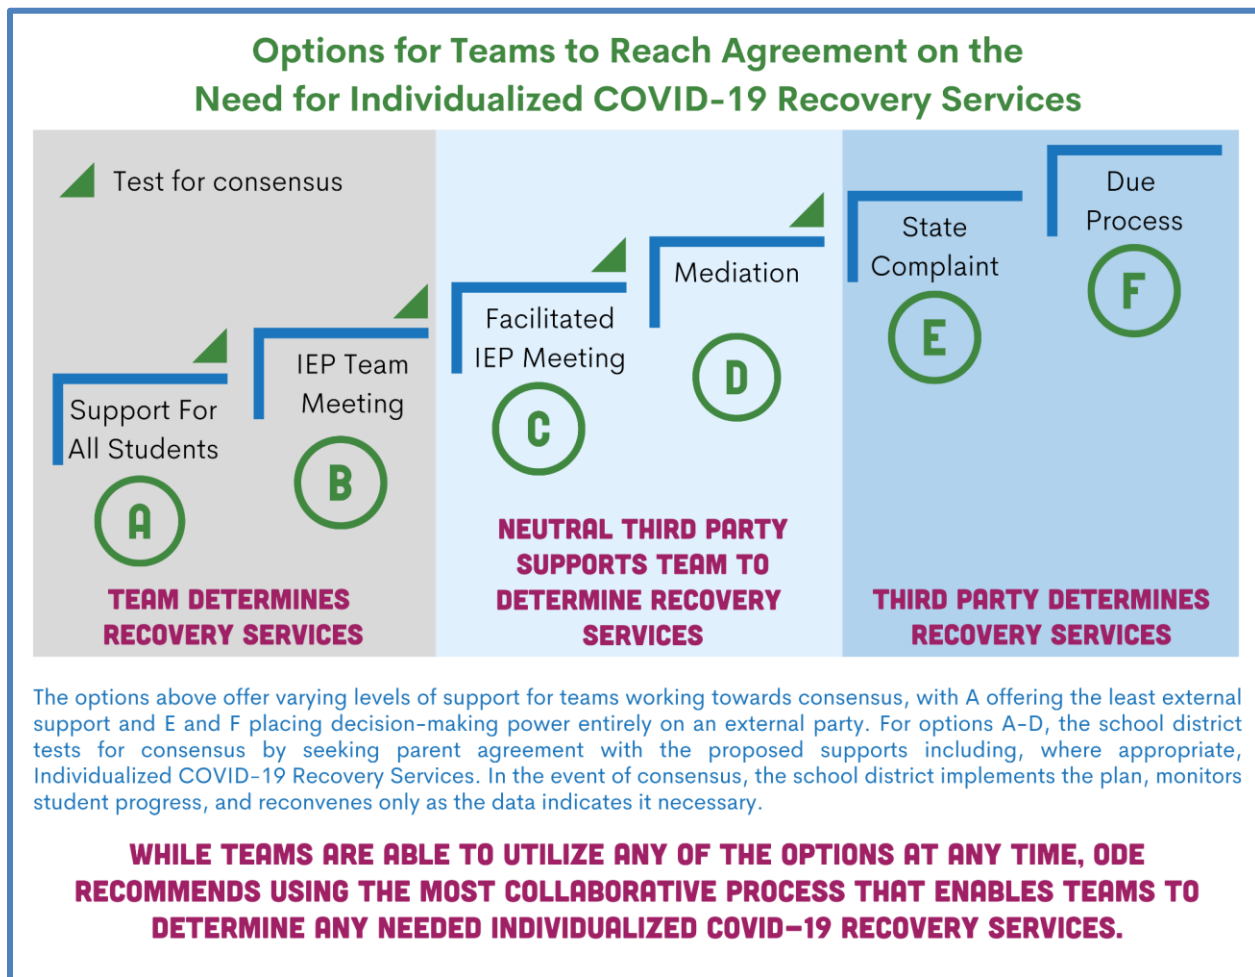 Options for Teams to Reach Agreement on the
Need for Individualized COVID-19 Recovery Services
Test for consensus
Support For
All Students
A
IEP Team
Meeting
B
TEAM DETERMINES
RECOVERY SERVICES
Facilitated
IEP Meeting
C
Mediation
D
NEUTRAL THIRD PARTY
SUPPORTS TEAM TO
DETERMINE RECOVERY
SERVICES
State
Complaint
E
Due
Process
F
THIRD PARTY DETERMINES
RECOVERY SERVICES
The options above offer varying levels of support for teams working towards consensus, with A offering the least external
support and E and F placing decision-making power entirely on an external party. For options A-D, the school district
tests for consensus by seeking parent agreement with the proposed supports including, where appropriate,
Individualized COVID-19 Recovery Services. In the event of consensus, the school district implements the plan, monitors
student progress, and reconvenes only as the data indicates it necessary.
WHILE TEAMS ARE ABLE TO UTILIZE ANY OF THE OPTIONS AT ANY TIME, ODE
RECOMMENDS USING THE MOST COLLABORATIVE PROCESS THAT ENABLES TEAMS TO
DETERMINE ANY NEEDED INDIVIDUALIZED COVID-19 RECOVERY SERVICES.